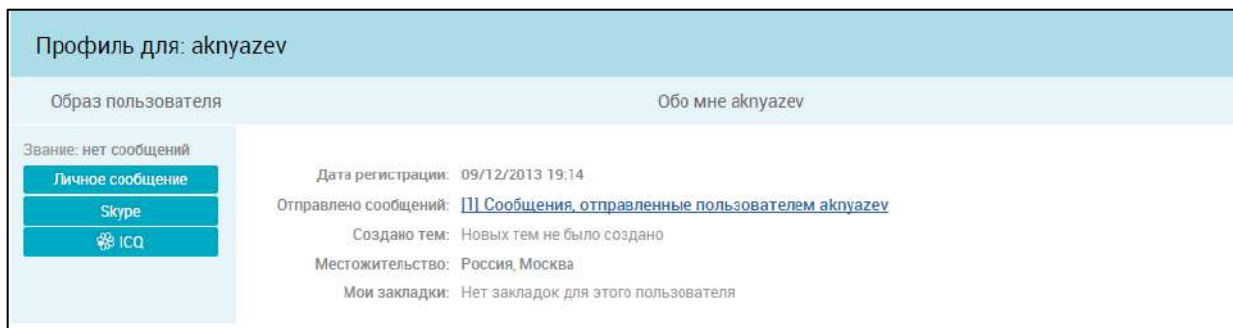 Профиль для: aknyazev
Образ пользователя
Обо мне aknyazev
Звание: нет сообщений
Личное сообщение
Skype
ICQ
Дата регистрации: 09/12/2013 19:14
Отправлено сообщений: [1] Сообщения, отправленные пользователем aknyazev
Создано тем: Новых тем не было создано
Местожительство: Россия, Москва
Мои закладки: Нет закладок для этого пользователя